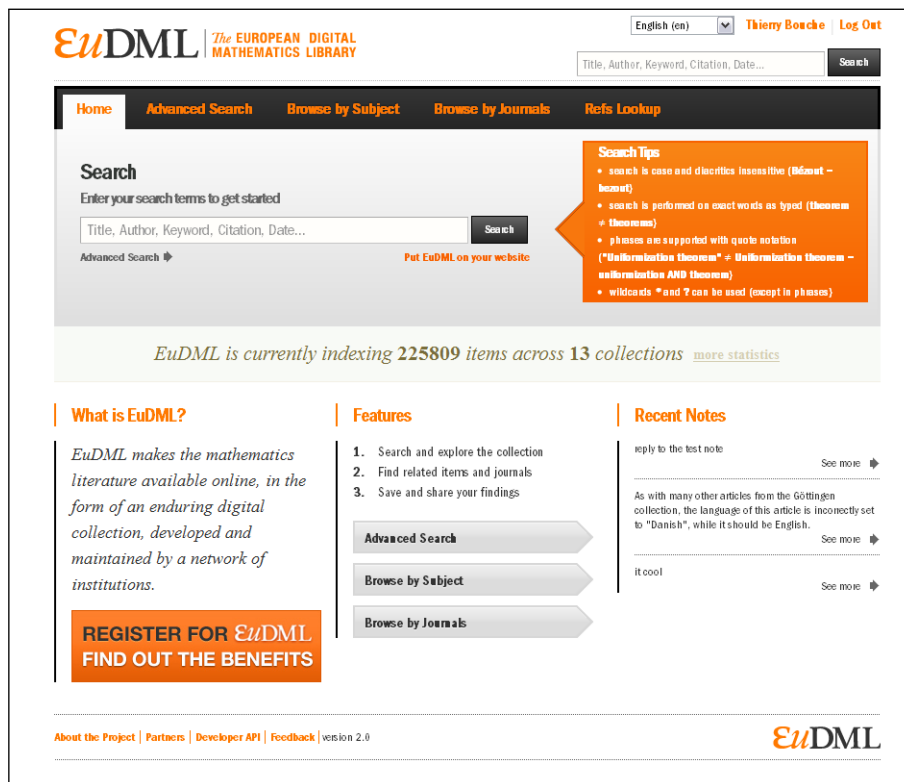 English (en)
Thierry Bouche
Log Out
EuDML
The EUROPEAN DIGITAL
MATHEMATICS LIBRARY
Title, Author, Keyword, Citation, Date...
Search
Home
Advanced Search
Browse by Subject
Browse by Journals
Refs Lookup
Search
Enter your search terms to get started
Title, Author, Keyword, Citation, Date...
Search
Advanced Search
Put EuDML on your website
Search Tips
• search is case and diacritics insensitive (Bézout =
bezout)
• search is performed on exact words as typed (theorem
≠ theorems)
• phrases are supported with quote notation
("Uniformization theorem" ≠ Uniformization theorem =
uniformization AND theorem)
• wildcards * and ? can be used (except in phrases)
EuDML is currently indexing 225809 items across 13 collections more statistics
What is EuDML?
EuDML makes the mathematics
literature available online, in the
form of an enduring digital
collection, developed and
maintained by a network of
institutions.
REGISTER FOR EuDML
FIND OUT THE BENEFITS
Features
1. Search and explore the collection
2. Find related items and journals
3. Save and share your findings
Advanced Search
Browse by Subject
Browse by Journals
Recent Notes
reply to the test note
See more
As with many other articles from the Göttingen
collection, the language of this article is incorrectly set
to "Danish", while it should be English.
See more
it cool
See more
About the Project | Partners | Developer API | Feedback | version 2.0
EuDML